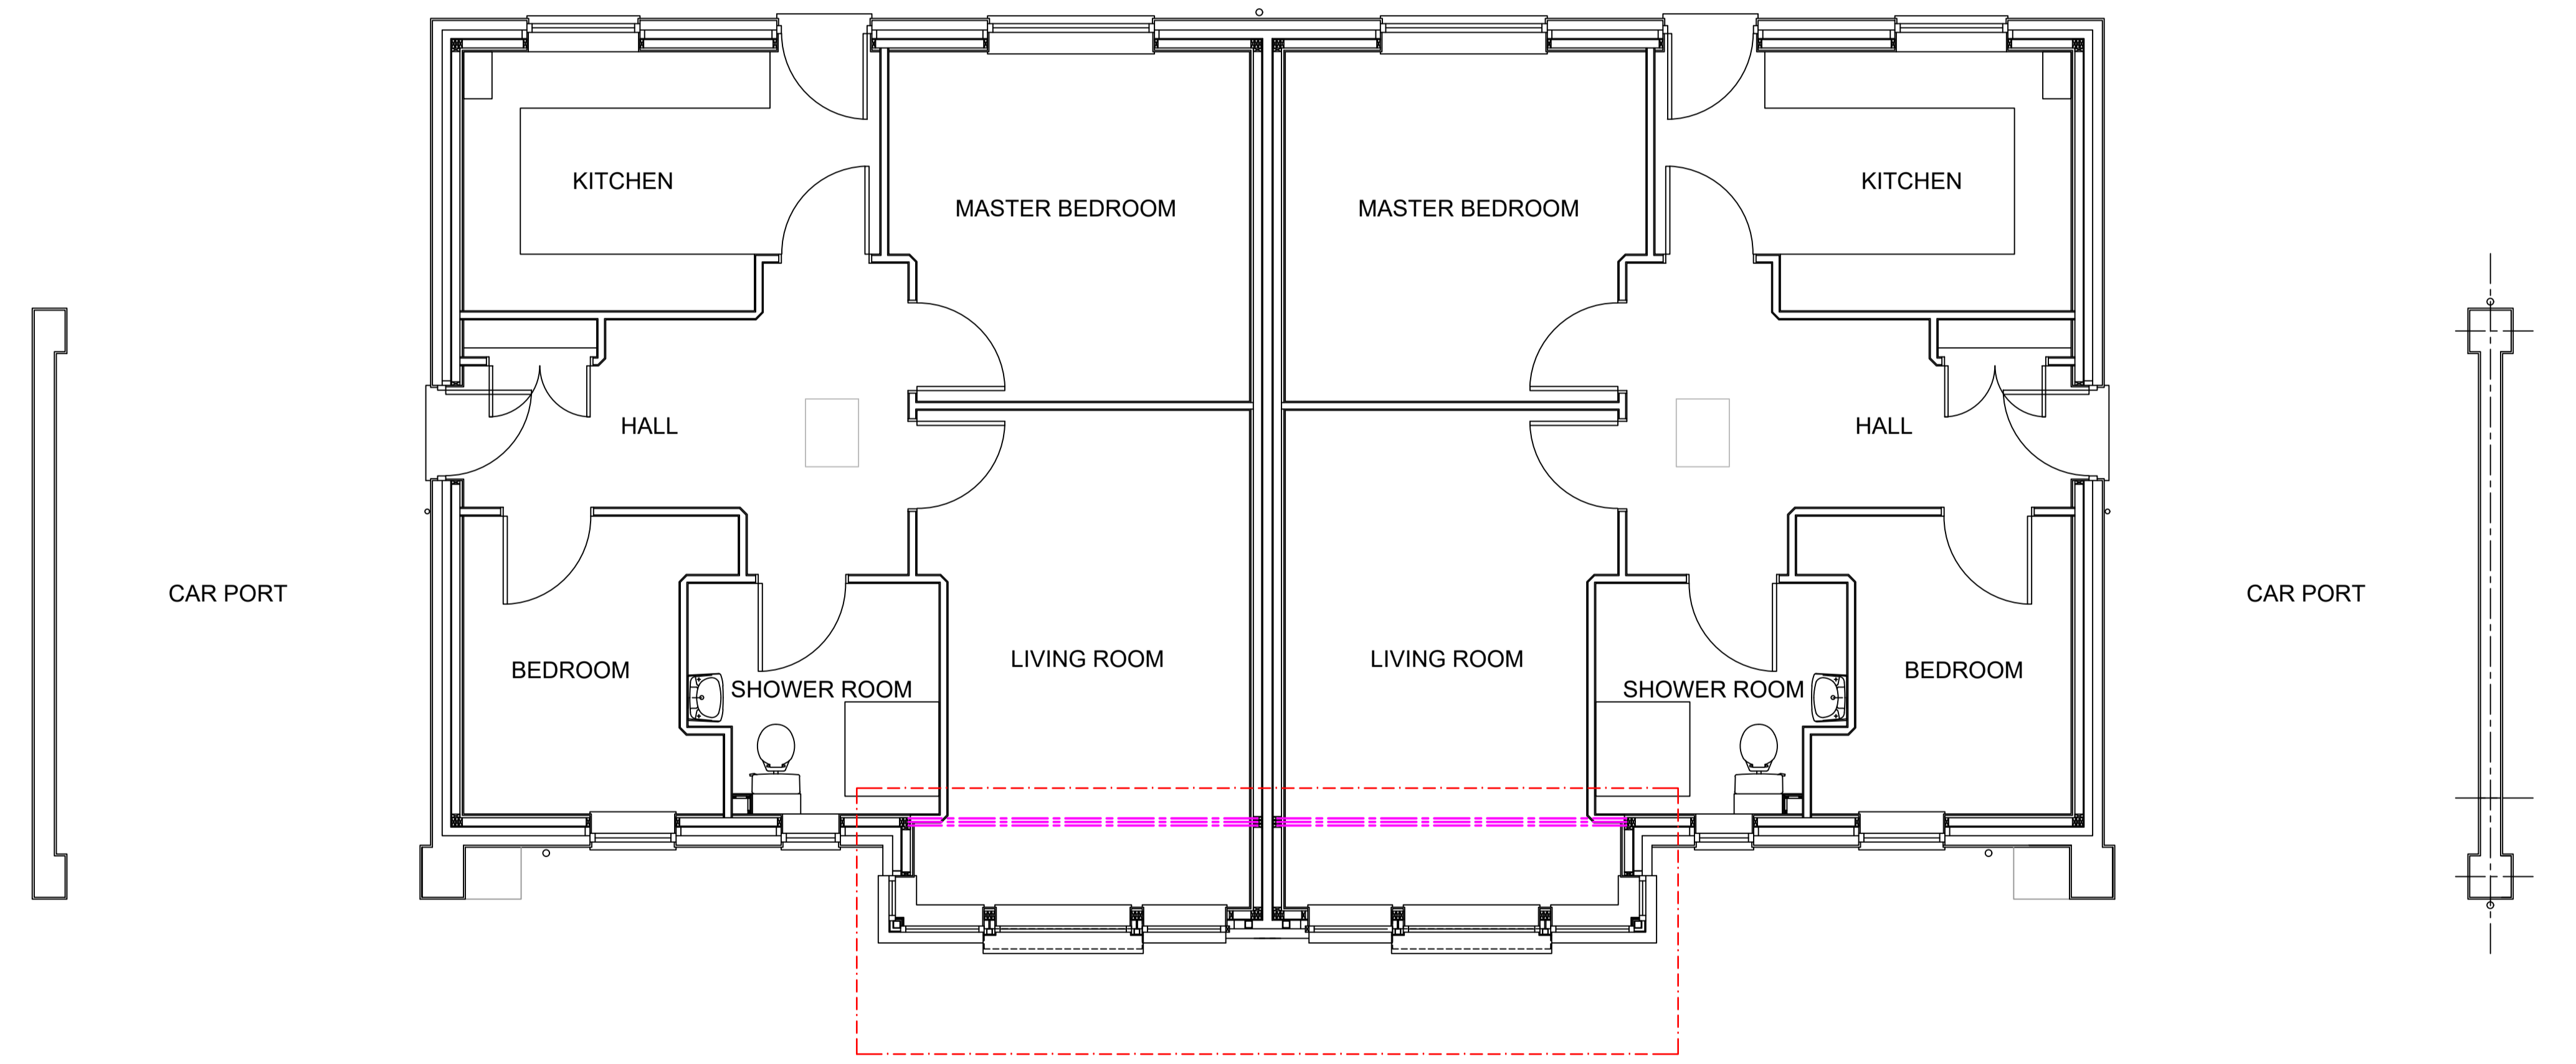 KITCHEN
MASTER BEDROOM
MASTER BEDROOM
KITCHEN
HALL
HALL
CAR PORT
CAR PORT
BEDROOM
SHOWER ROOM
LIVING ROOM
LIVING ROOM
SHOWER ROOM
BEDROOM